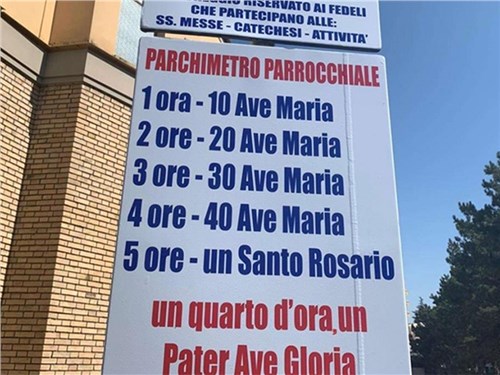 RISERVATO AI FEDELI
CHE PARTECIPANO ALLE:
SS. MESSE - CATECHESI - ATTIVITA'
PARCHIMETRO PARROCCHIALE
1 ora - 10 Ave Maria
2 ore - 20 Ave Maria
3 ore - 30 Ave Maria
4 ore - 40 Ave Maria
5 ore - un Santo Rosario
un quarto d'ora,un
Pater Ave Gloria